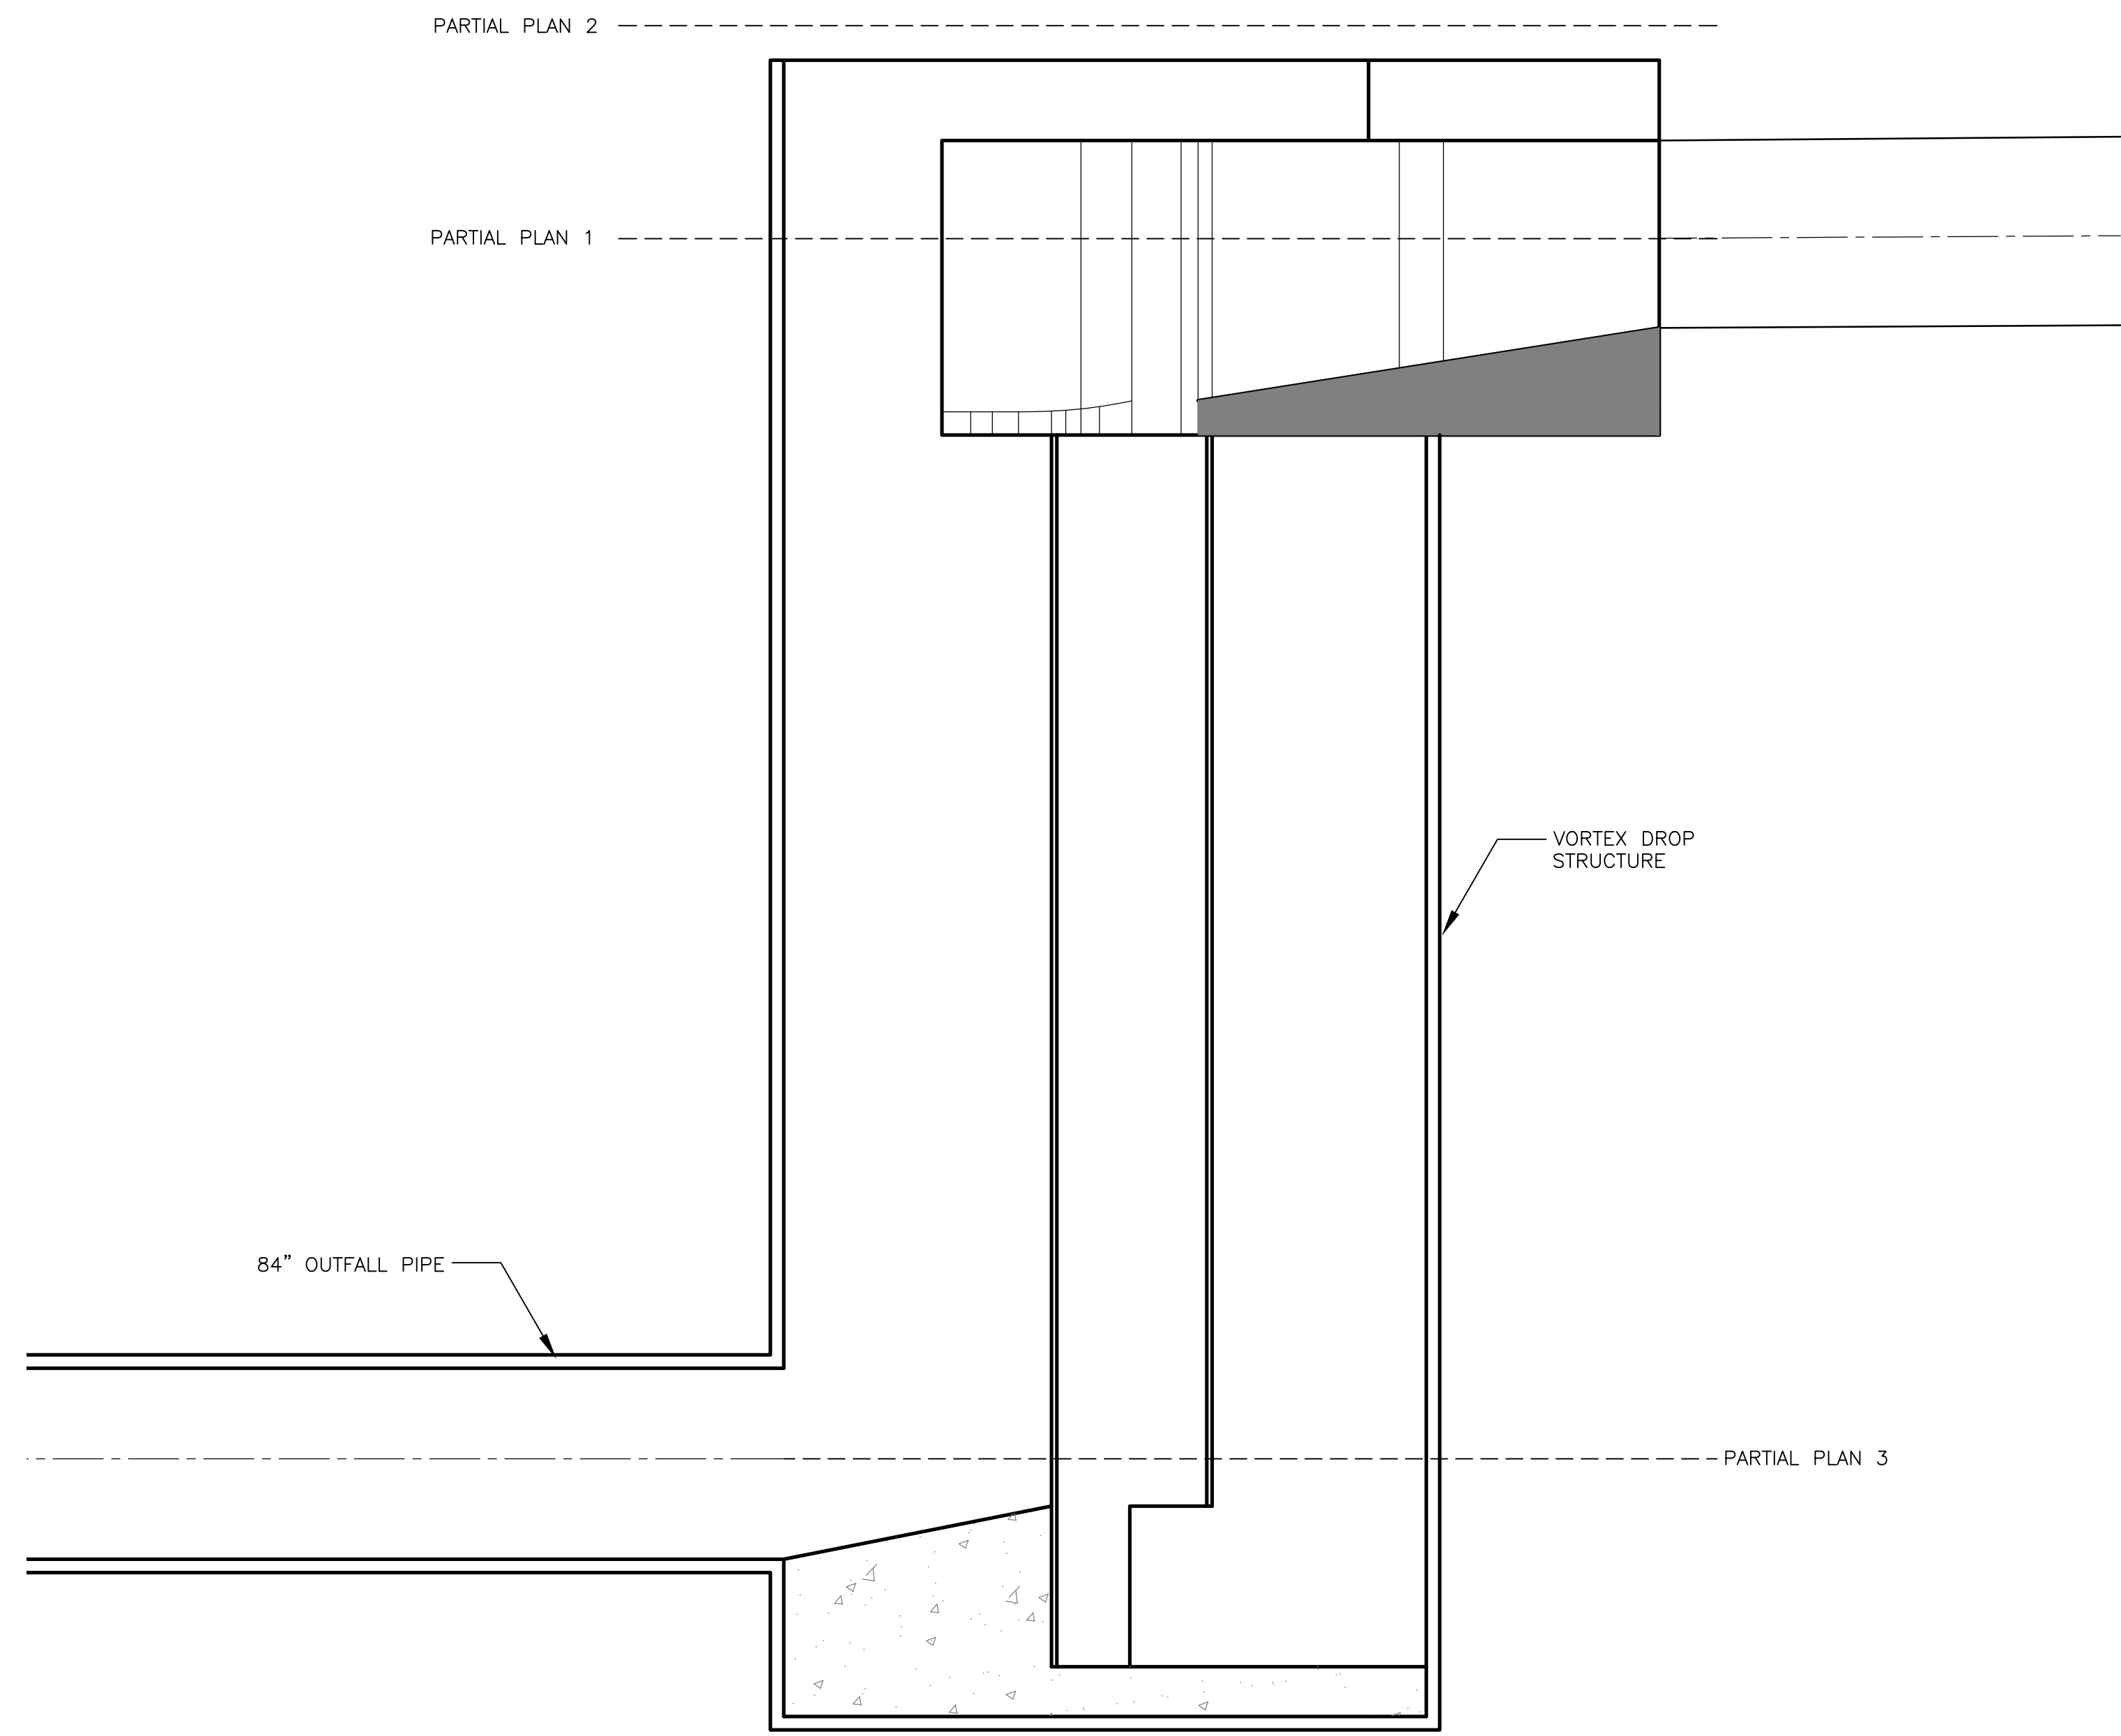 PARTIAL PLAN 2
PARTIAL PLAN 1
VORTEX DROP
STRUCTURE
84" OUTFALL PIPE
PARTIAL PLAN 3